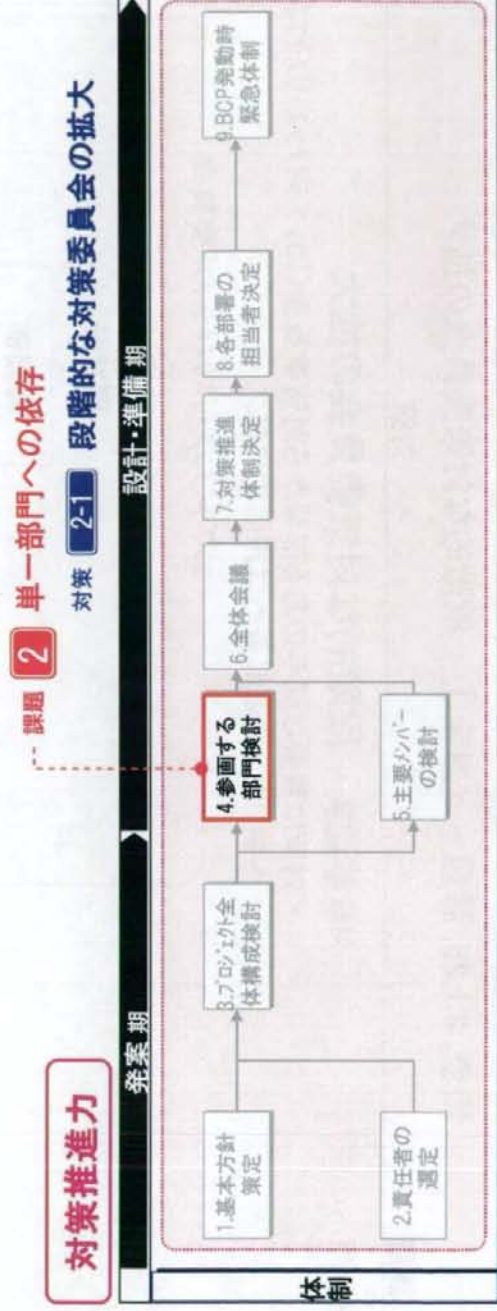 課題 2 単一部門への依存
対策 2-1 段階的な対策委員会の拡大
対策推進力
発案 期
設計・準備 期
体制
1.基本方針
策定
2.責任者の
選定
3.プロジェクト全
体構成検討
4.参画する
部門検討
5.主要メンバー
の検討
6.全体会議
7.対策推進
体制決定
8.各部署の
担当者決定
9.BCP発動時
緊急体制